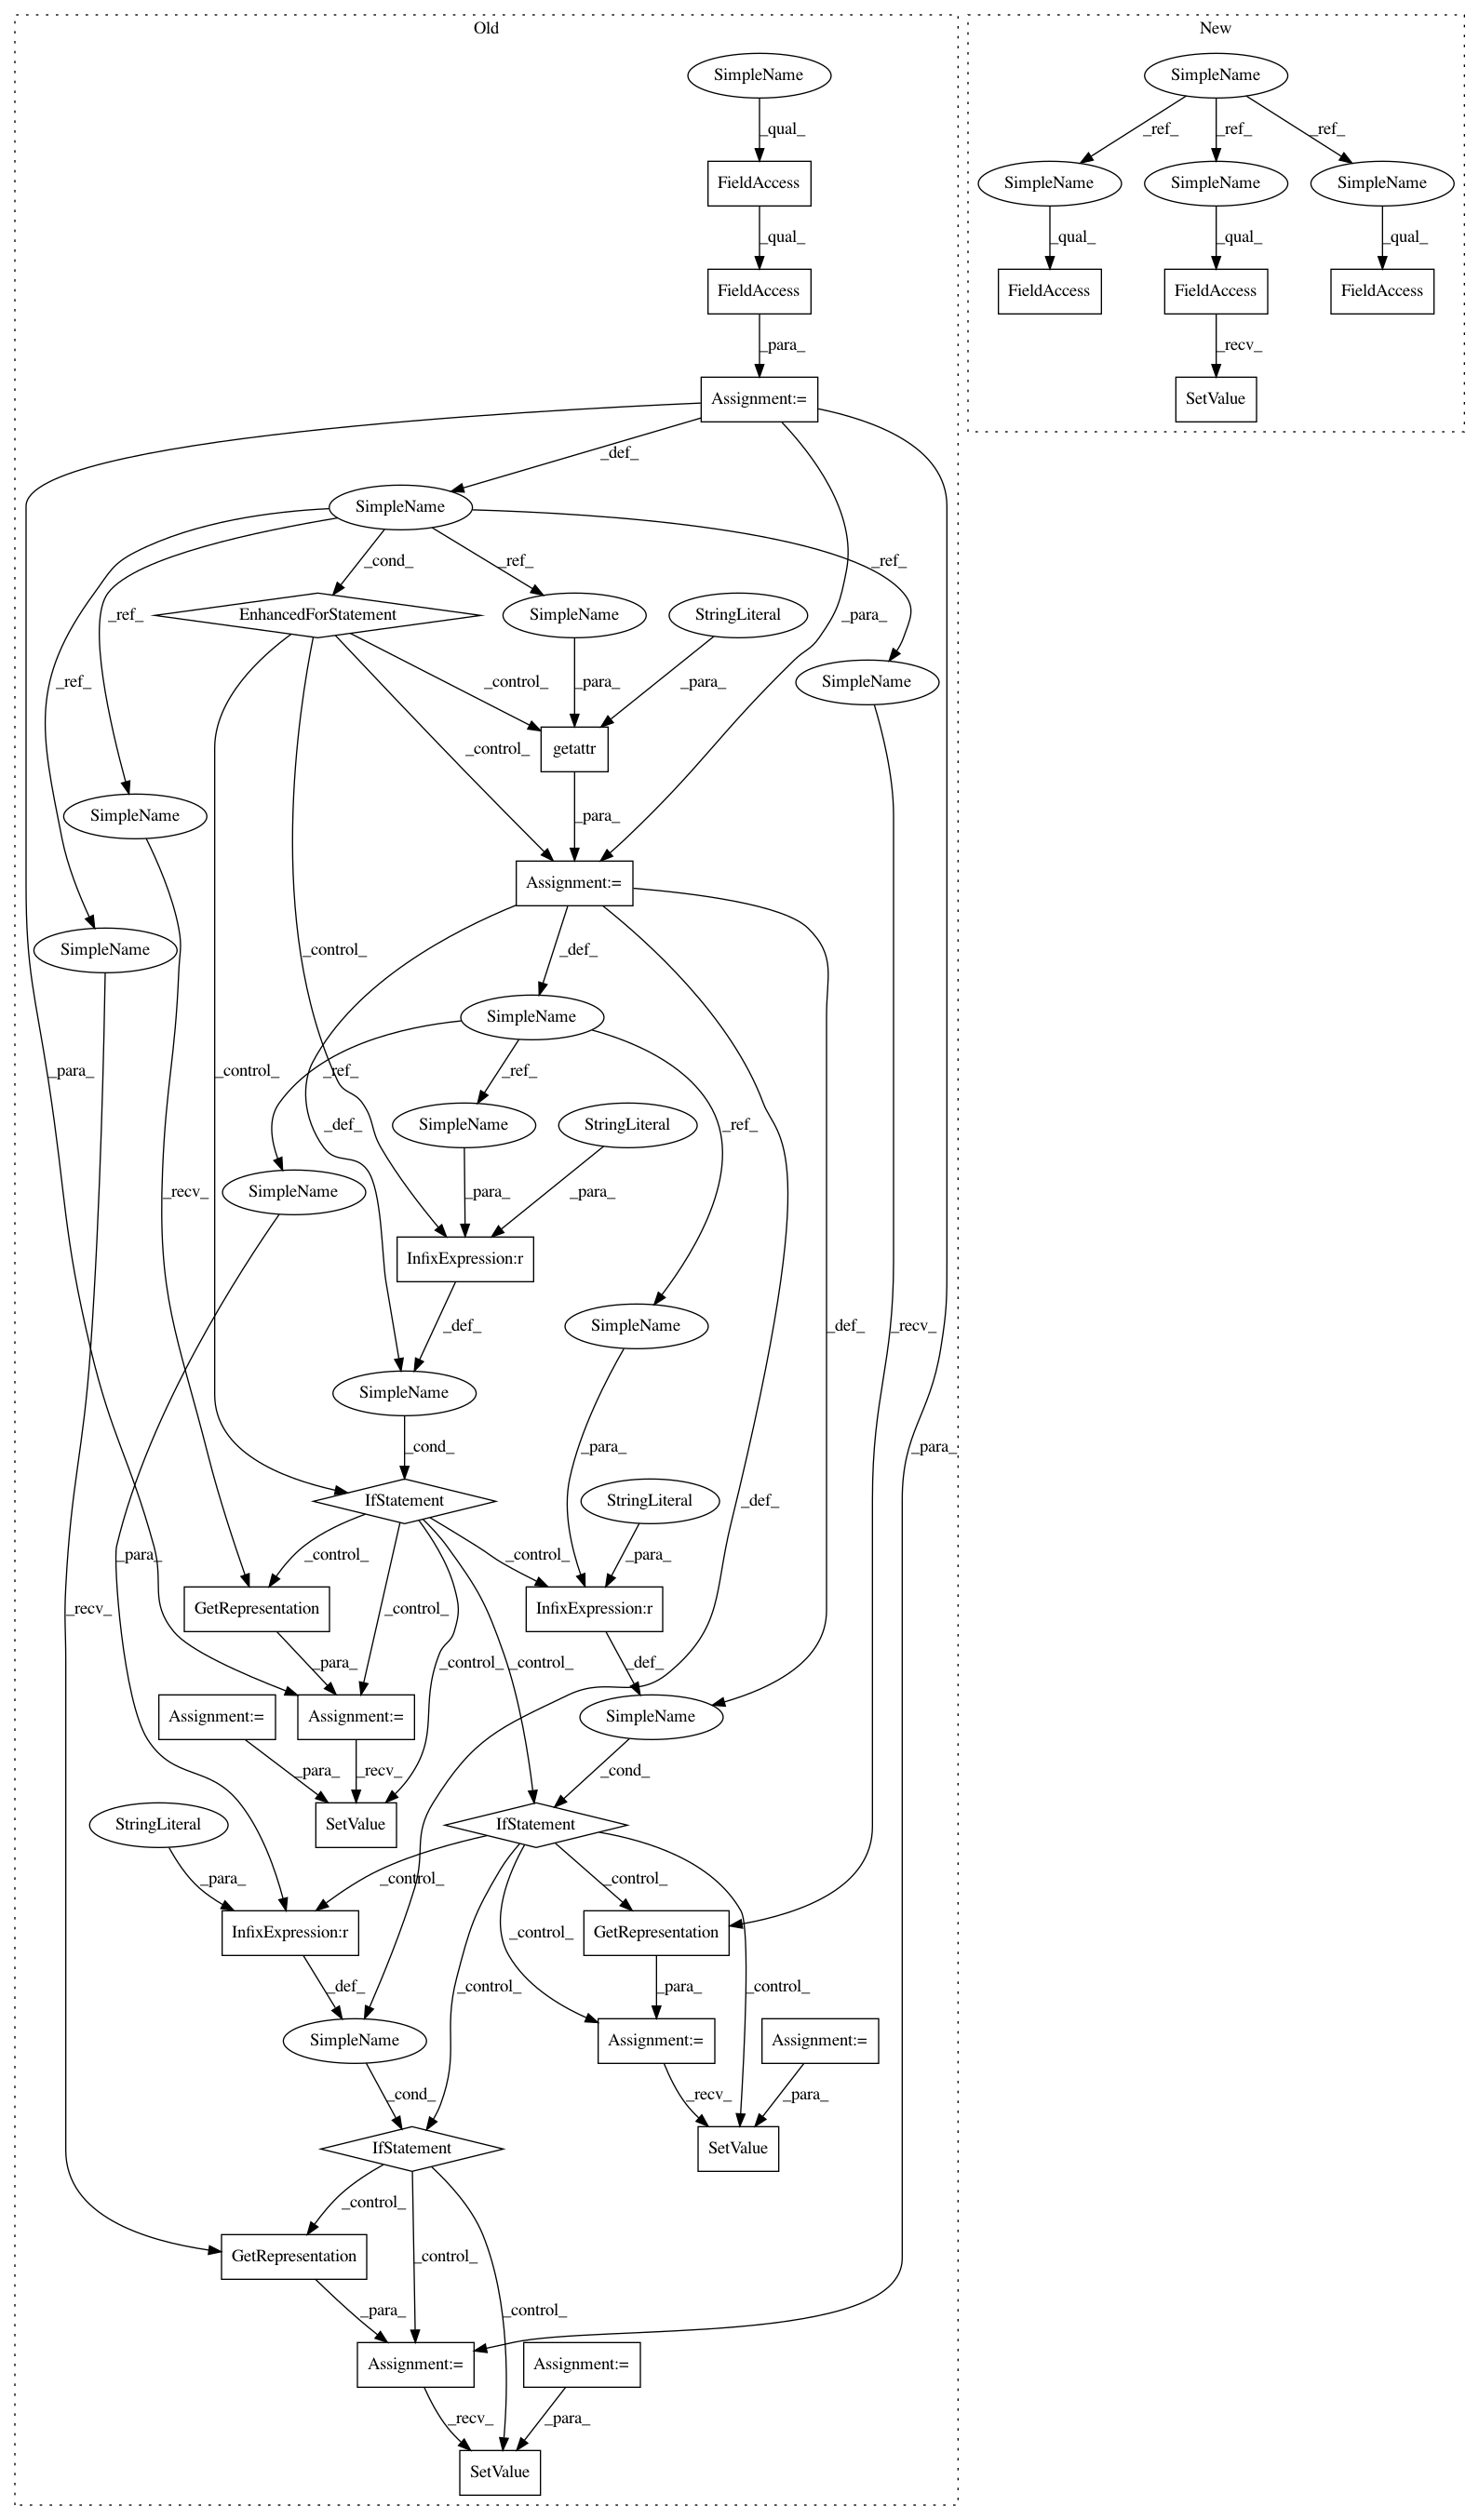 Old
New
SimpleName
SimpleName
_qual_
_ref_
_ref_
_ref_
FieldAccess
SimpleName
SimpleName
SimpleName
_qual_
_qual_
_qual_
_qual_
FieldAccess
FieldAccess
FieldAccess
FieldAccess
_para_
_recv_
Assignment:=
SetValue
_def_
SimpleName
_cond_
_ref_
_ref_
_ref_
_para_
EnhancedForStatement
SimpleName
StringLiteral
_ref_
_control_
_para_
_para_
SimpleName
getattr
_control_
SimpleName
_para_
Assignment:=
SimpleName
_control_
_def_
SimpleName
_para_
_control_
_ref_
_ref_
SimpleName
StringLiteral
_def_
_ref_
SimpleName
_recv_
_para_
_para_
InfixExpression:r
SimpleName
_def_
_def_
_recv_
SimpleName
_cond_
_para_
_para_
IfStatement
StringLiteral
_def_
_para_
_control_
_control_
_para_
_recv_
GetRepresentation
InfixExpression:r
_control_
_para_
_control_
_control_
_def_
Assignment:=
Assignment:=
SimpleName
_para_
_recv_
_cond_
StringLiteral
SetValue
IfStatement
_para_
_control_
_control_
InfixExpression:r
GetRepresentation
_control_
_def_
_control_
_para_
_control_
SimpleName
Assignment:=
Assignment:=
_cond_
_recv_
_para_
IfStatement
SetValue
_control_
GetRepresentation
_control_
_para_
_control_
Assignment:=
Assignment:=
_recv_
_para_
SetValue